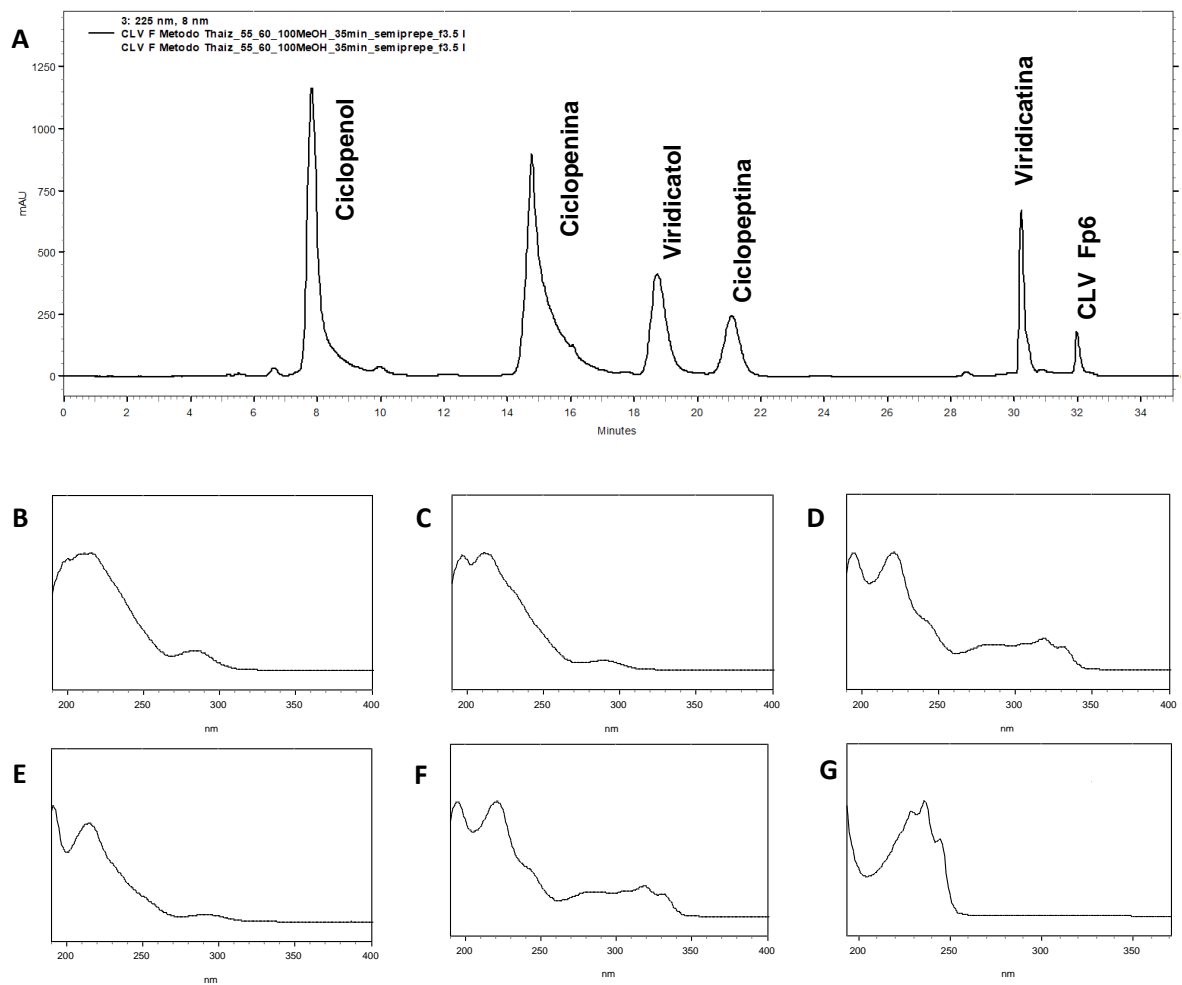 A
3: 225 nm, 8 nm
CLV F Metodo Thaiz_55_60_100MeOH_35min_semiprepe_f3.5 l
CLV F Metodo Thaiz_55_60_100MeOH_35min_semiprepe_f3.5 l
Ciclopenol
Ciclopenina
Viridicatol
Ciclopeptina
Viridicatina
CLV Fp6
mAU
1250
1000
750
500
250
0
0 2 4 6 8 10 12 14 16 18 20 22 24 26 28 30 32 34
Minutes
B
200 250 300 350 400
nm
C
200 250 300 350 400
nm
D
200 250 300 350 400
nm
E
200 250 300 350 400
nm
F
200 250 300 350 400
nm
G
200 250 300 350
nm